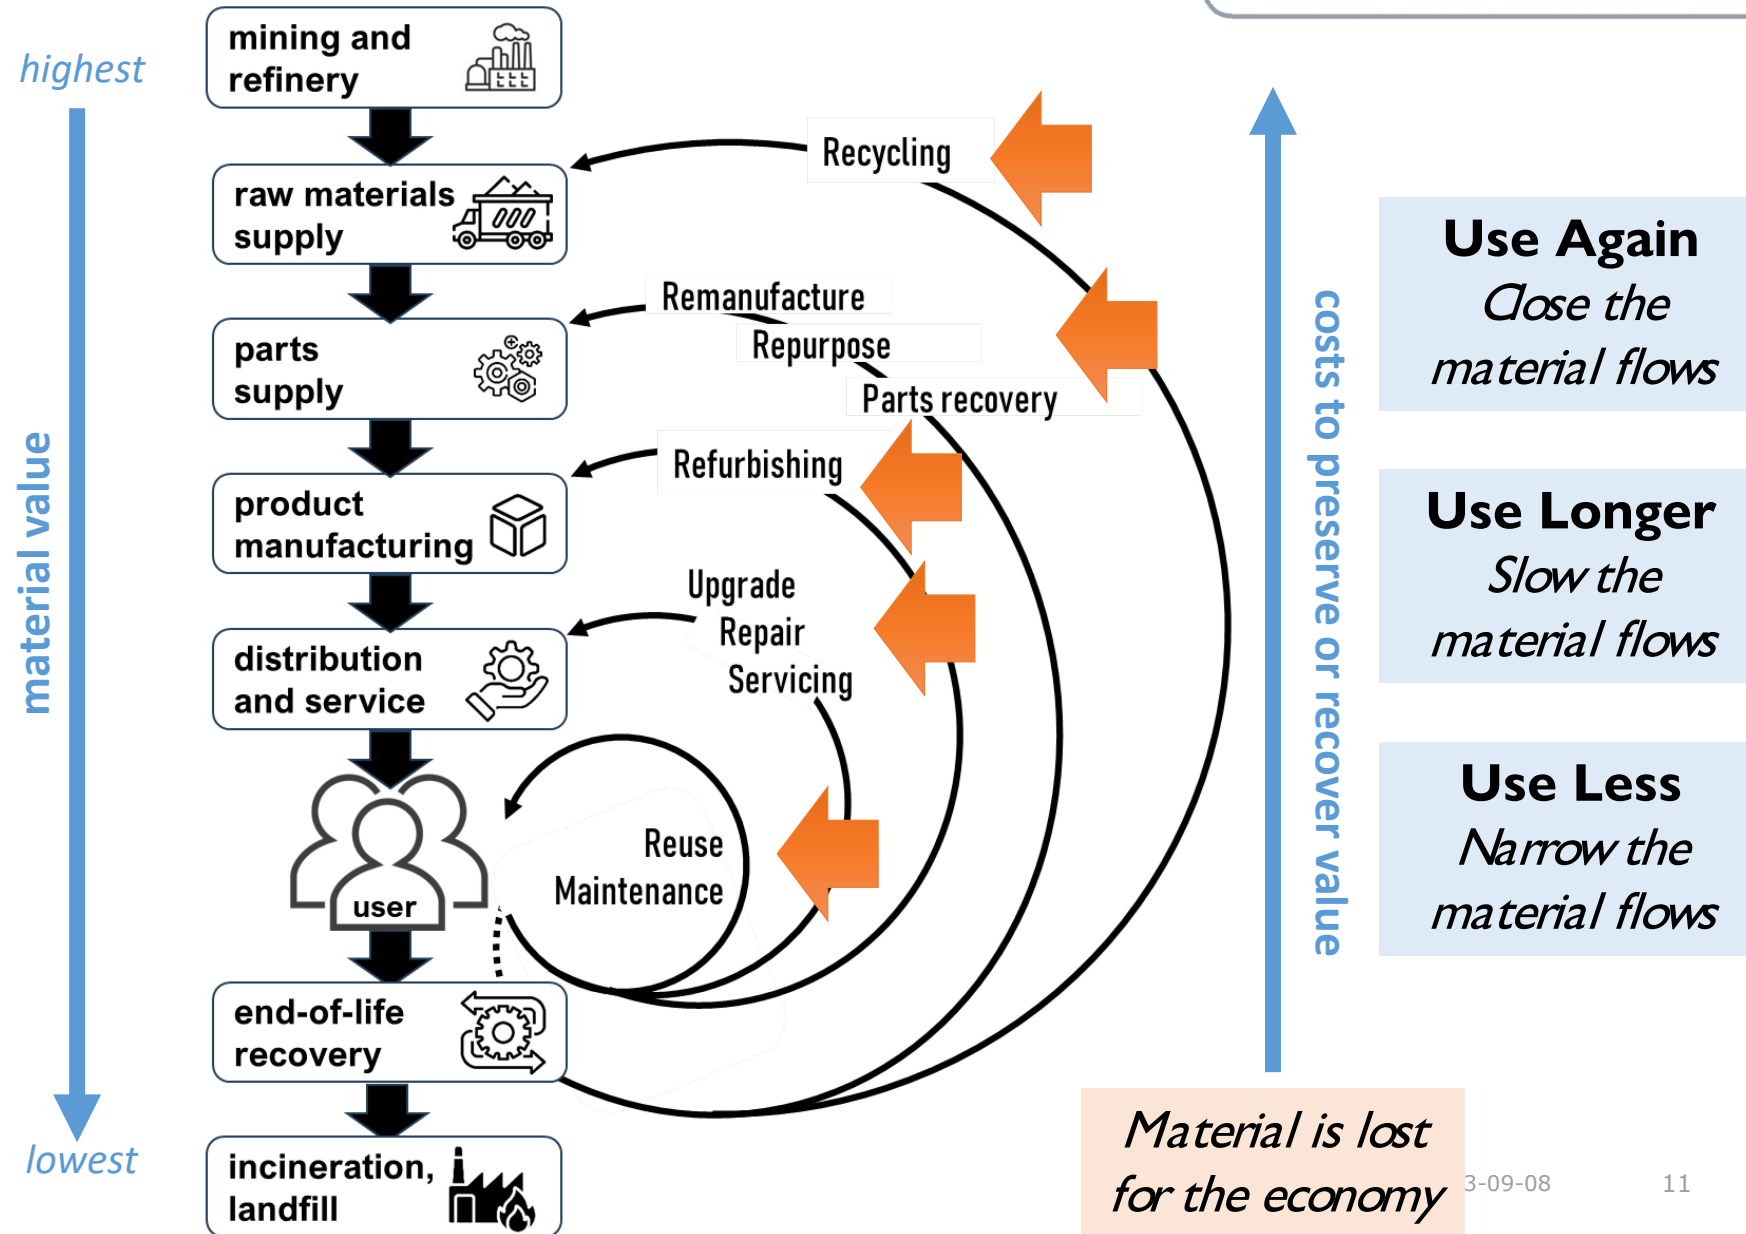 highest
material value
lowest
mining and
refinery
raw materials
supply
parts
supply
product
manufacturing
distribution
and service
user
end-of-life
recovery
incineration,
landfill
Recycling
Remanufacture
Repurpose
Parts recovery
Refurbishing
Upgrade
Repair
Servicing
Reuse
Maintenance
costs to preserve or recover value
Use Again
Close the
material flows
Use Longer
Slow the
material flows
Use Less
Narrow the
material flows
Material is lost
for the economy
3-09-08
11